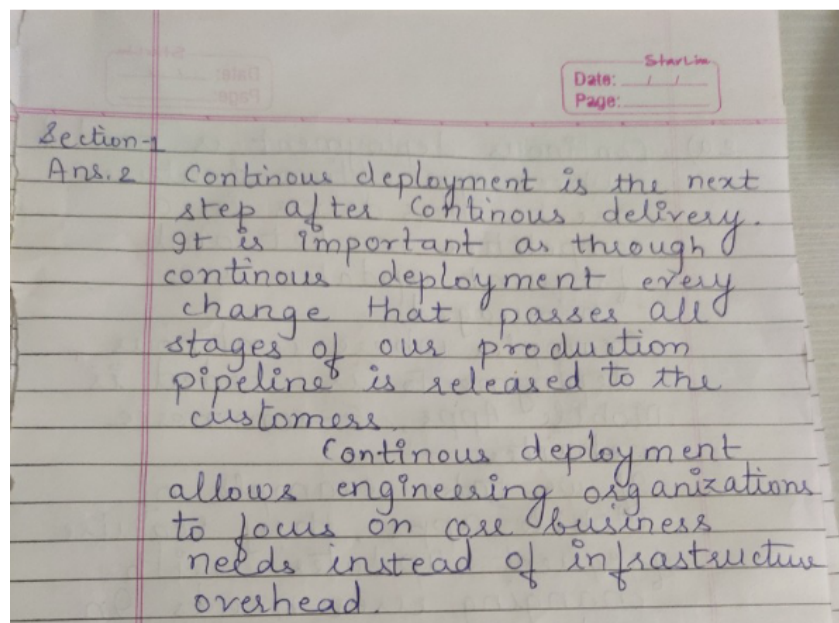 StarLine
Date: / /
Page:
Section-1
Ans.2 Continous deployment is the next
step after Continous delivery.
It is important as through
continous deployment every
change that passes all
stages of our production
pipeline is released to the
customers.
Continous deployment
allows engineering organizations
to focus on core business
needs instead of infrastructure
overhead.